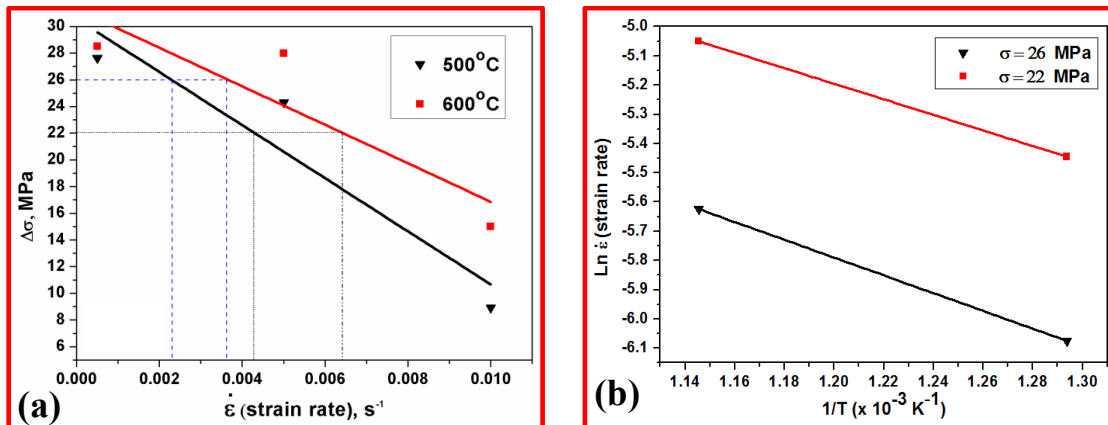 30
28
26
24
22
20
18
16
14
12
10
8
6
Δσ, MPa
500°C
600°C
0.000 0.002 0.004 0.006 0.008 0.010
ε̇ (strain rate), s⁻¹
(a)
-5.0
-5.1
-5.2
-5.3
-5.4
-5.5
-5.6
-5.7
-5.8
-5.9
-6.0
-6.1
Ln ε̇ (strain rate)
σ=26 MPa
σ=22 MPa
1.14 1.16 1.18 1.20 1.22 1.24 1.26 1.28 1.30
1/T (x 10⁻³ K⁻¹)
(b)